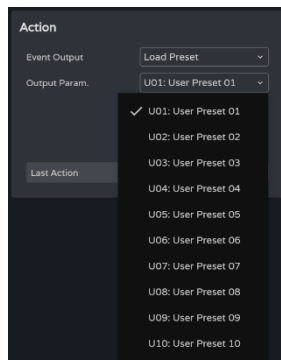 Action
Event Output
Load Preset
Output Param.
U01: User Preset 01
U01: User Preset 01
U02: User Preset 02
U03: User Preset 03
Last Action
U04: User Preset 04
U05: User Preset 05
U06: User Preset 06
U07: User Preset 07
U08: User Preset 08
U09: User Preset 09
U10: User Preset 10